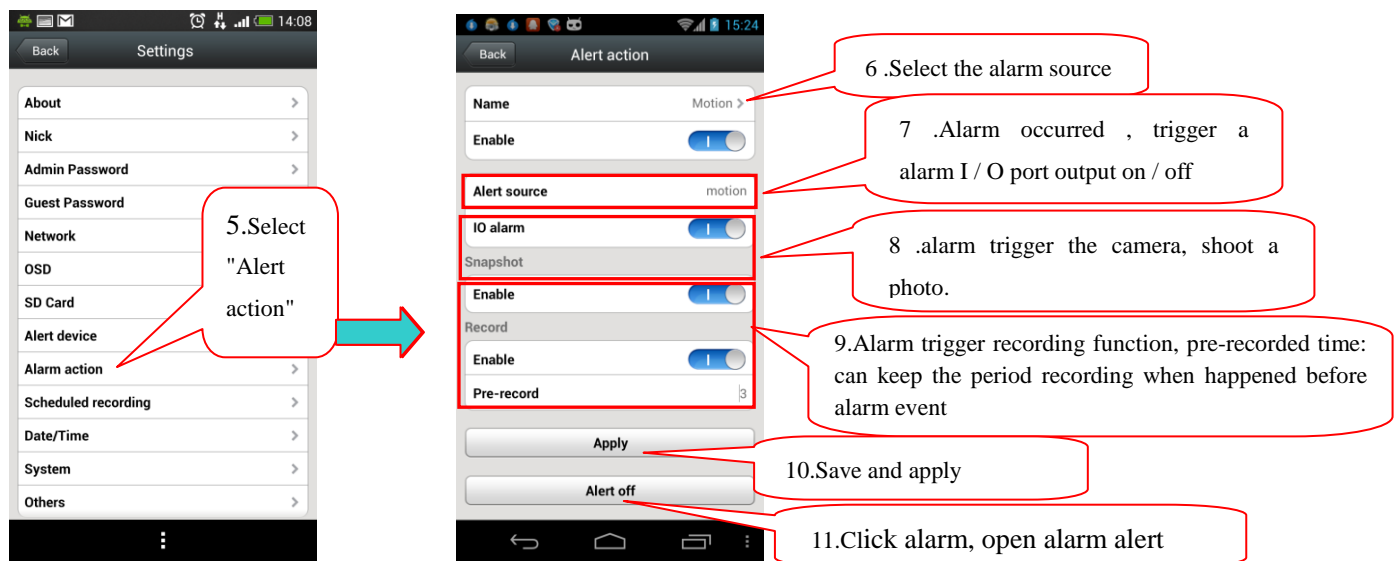 H 14:08
Back Settings
About
Nick
Admin Password
Guest Password
Network
OSD
SD Card
Alert device
Alarm action
Scheduled recording
Date/Time
System
Others
5.Select
"Alert
action"
15:24
Back Alert action
Name Motion
Enable
Alert source motion
IO alarm
Snapshot
Enable
Record
Enable
Pre-record 3
Apply
Alert off
6 .Select the alarm source
7 .Alarm occurred , trigger a
alarm I / O port output on / off
8 .alarm trigger the camera, shoot a
photo.
9.Alarm trigger recording function, pre-recorded time:
can keep the period recording when happened before
alarm event
10.Save and apply
11.Click alarm, open alarm alert